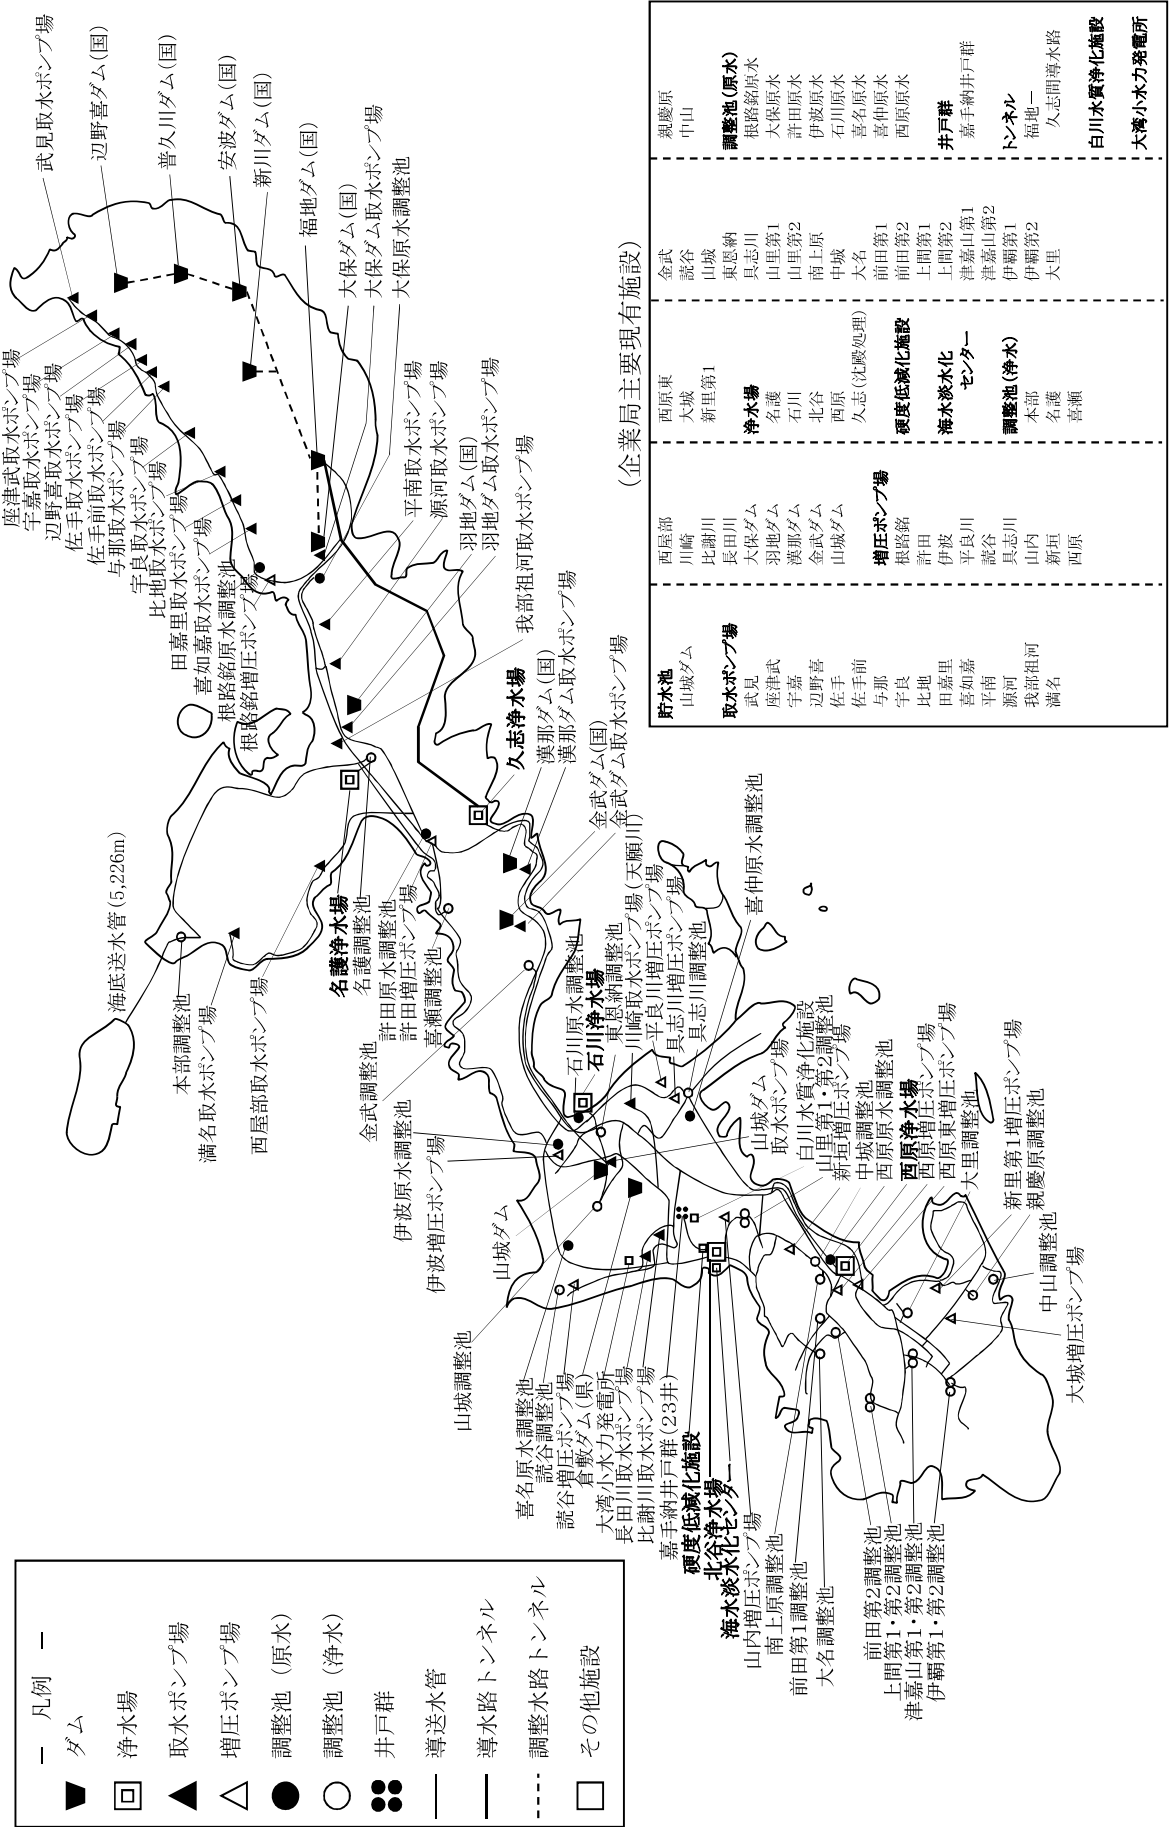 武見取水ポンプ場
辺野喜ダム(国)
普久川ダム(国)
安波ダム(国)
新川ダム(国)
福地ダム(国)
大保ダム(国)
大保ダム取水ポンプ場
大保原水調整池
平南取水ポンプ場
源河取水ポンプ場
羽地ダム(国)
羽地ダム取水ポンプ場
我部祖河取水ポンプ場
久志浄水場
漢那ダム(国)
漢那ダム取水ポンプ場
金武ダム(国)
金武ダム取水ポンプ場
座津武取水ポンプ場
宇嘉取水ポンプ場
辺野喜取水ポンプ場
佐手取水ポンプ場
佐手前取水ポンプ場
与那取水ポンプ場
宇良取水ポンプ場
比地取水ポンプ場
田嘉里取水ポンプ場
喜如嘉取水ポンプ場
根路銘原水調整池
根路銘増圧ポンプ場
海底送水管(5,226m)
本部調整池
満名取水ポンプ場
西屋部取水ポンプ場
名護浄水場
名護調整池
許田原水調整池
許田増圧ポンプ場
喜瀬調整池
金武調整池
伊波原水調整池
伊波増圧ポンプ場
山城ダム
山城調整池
石川原水調整池
石川浄水場
東恩納調整池
川崎取水ポンプ場(天願川)
平良川増圧ポンプ場
具志川増圧ポンプ場
具志川調整池
喜仲原水調整池
山城ダム
取水ポンプ場
白川水質浄化施設
山里第1・第2調整池
新垣増圧ポンプ場
中城調整池
西原原水調整池
西原浄水場
西原増圧ポンプ場
西原東増圧ポンプ場
大里調整池
新里第1増圧ポンプ場
親慶原調整池
中山調整池
大城増圧ポンプ場
喜名原水調整池
読谷調整池
読谷増圧ポンプ場
倉敷ダム(県)
大湾小水力発電所
長田川取水ポンプ場
比謝川取水ポンプ場
嘉手納井戸群(23井)
硬度低減化施設
北谷浄水場
海水淡水化センター
山内増圧ポンプ場
南上原調整池
前田第1調整池
大名調整池
前田第2調整池
上間第1・第2調整池
津嘉山第1・第2調整池
伊覇第1・第2調整池
― 凡例 ―
ダム
浄水場
取水ポンプ場
増圧ポンプ場
調整池 (原水)
調整池 (浄水)
井戸群
導送水管
導水路トンネル
調整水路トンネル
その他施設
(企業局主要現有施設)
貯水池
山城ダム
取水ポンプ場
武見
座津武
宇嘉
辺野喜
佐手
佐手前
与那
宇良
比地
田嘉里
喜如嘉
平南
源河
我部祖河
満名
西屋部
川崎
比謝川
長田川
大保ダム
羽地ダム
漢那ダム
金武ダム
山城ダム
増圧ポンプ場
根路銘
許田
伊波
平良川
読谷
具志川
山内
新垣
西原
西原東
大城
新里第1
浄水場
名護
石川
北谷
西原
久志(沈殿処理)
硬度低減化施設
海水淡水化
センター
調整池(浄水)
本部
名護
喜瀬
金武
読谷
山城
東恩納
具志川
山里第1
山里第2
南上原
中城
大名
前田第1
前田第2
上間第1
上間第2
津嘉山第1
津嘉山第2
伊覇第1
伊覇第2
大里
親慶原
中山
調整池(原水)
根路銘原水
大保原水
許田原水
伊波原水
石川原水
喜名原水
喜仲原水
西原原水
井戸群
嘉手納井戸群
トンネル
福地―
久志間導水路
白川水質浄化施設
大湾小水力発電所